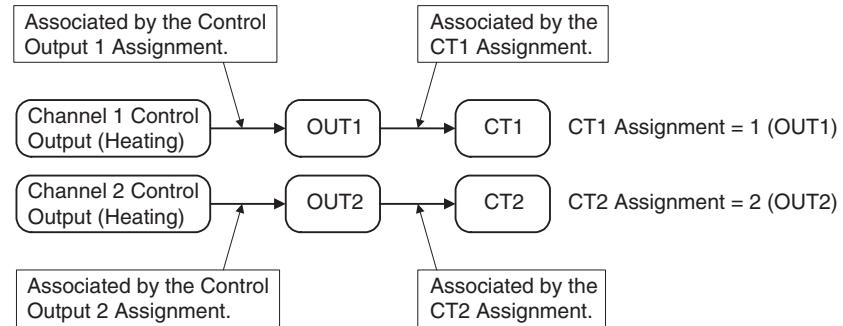 Associated by the Control
Output 1 Assignment.
Associated by the
CT1 Assignment.
Channel 1 Control
Output (Heating)
OUT1
CT1
CT1 Assignment = 1 (OUT1)
Channel 2 Control
Output (Heating)
OUT2
CT2
CT2 Assignment = 2 (OUT2)
Associated by the Control
Output 2 Assignment.
Associated by the
CT2 Assignment.